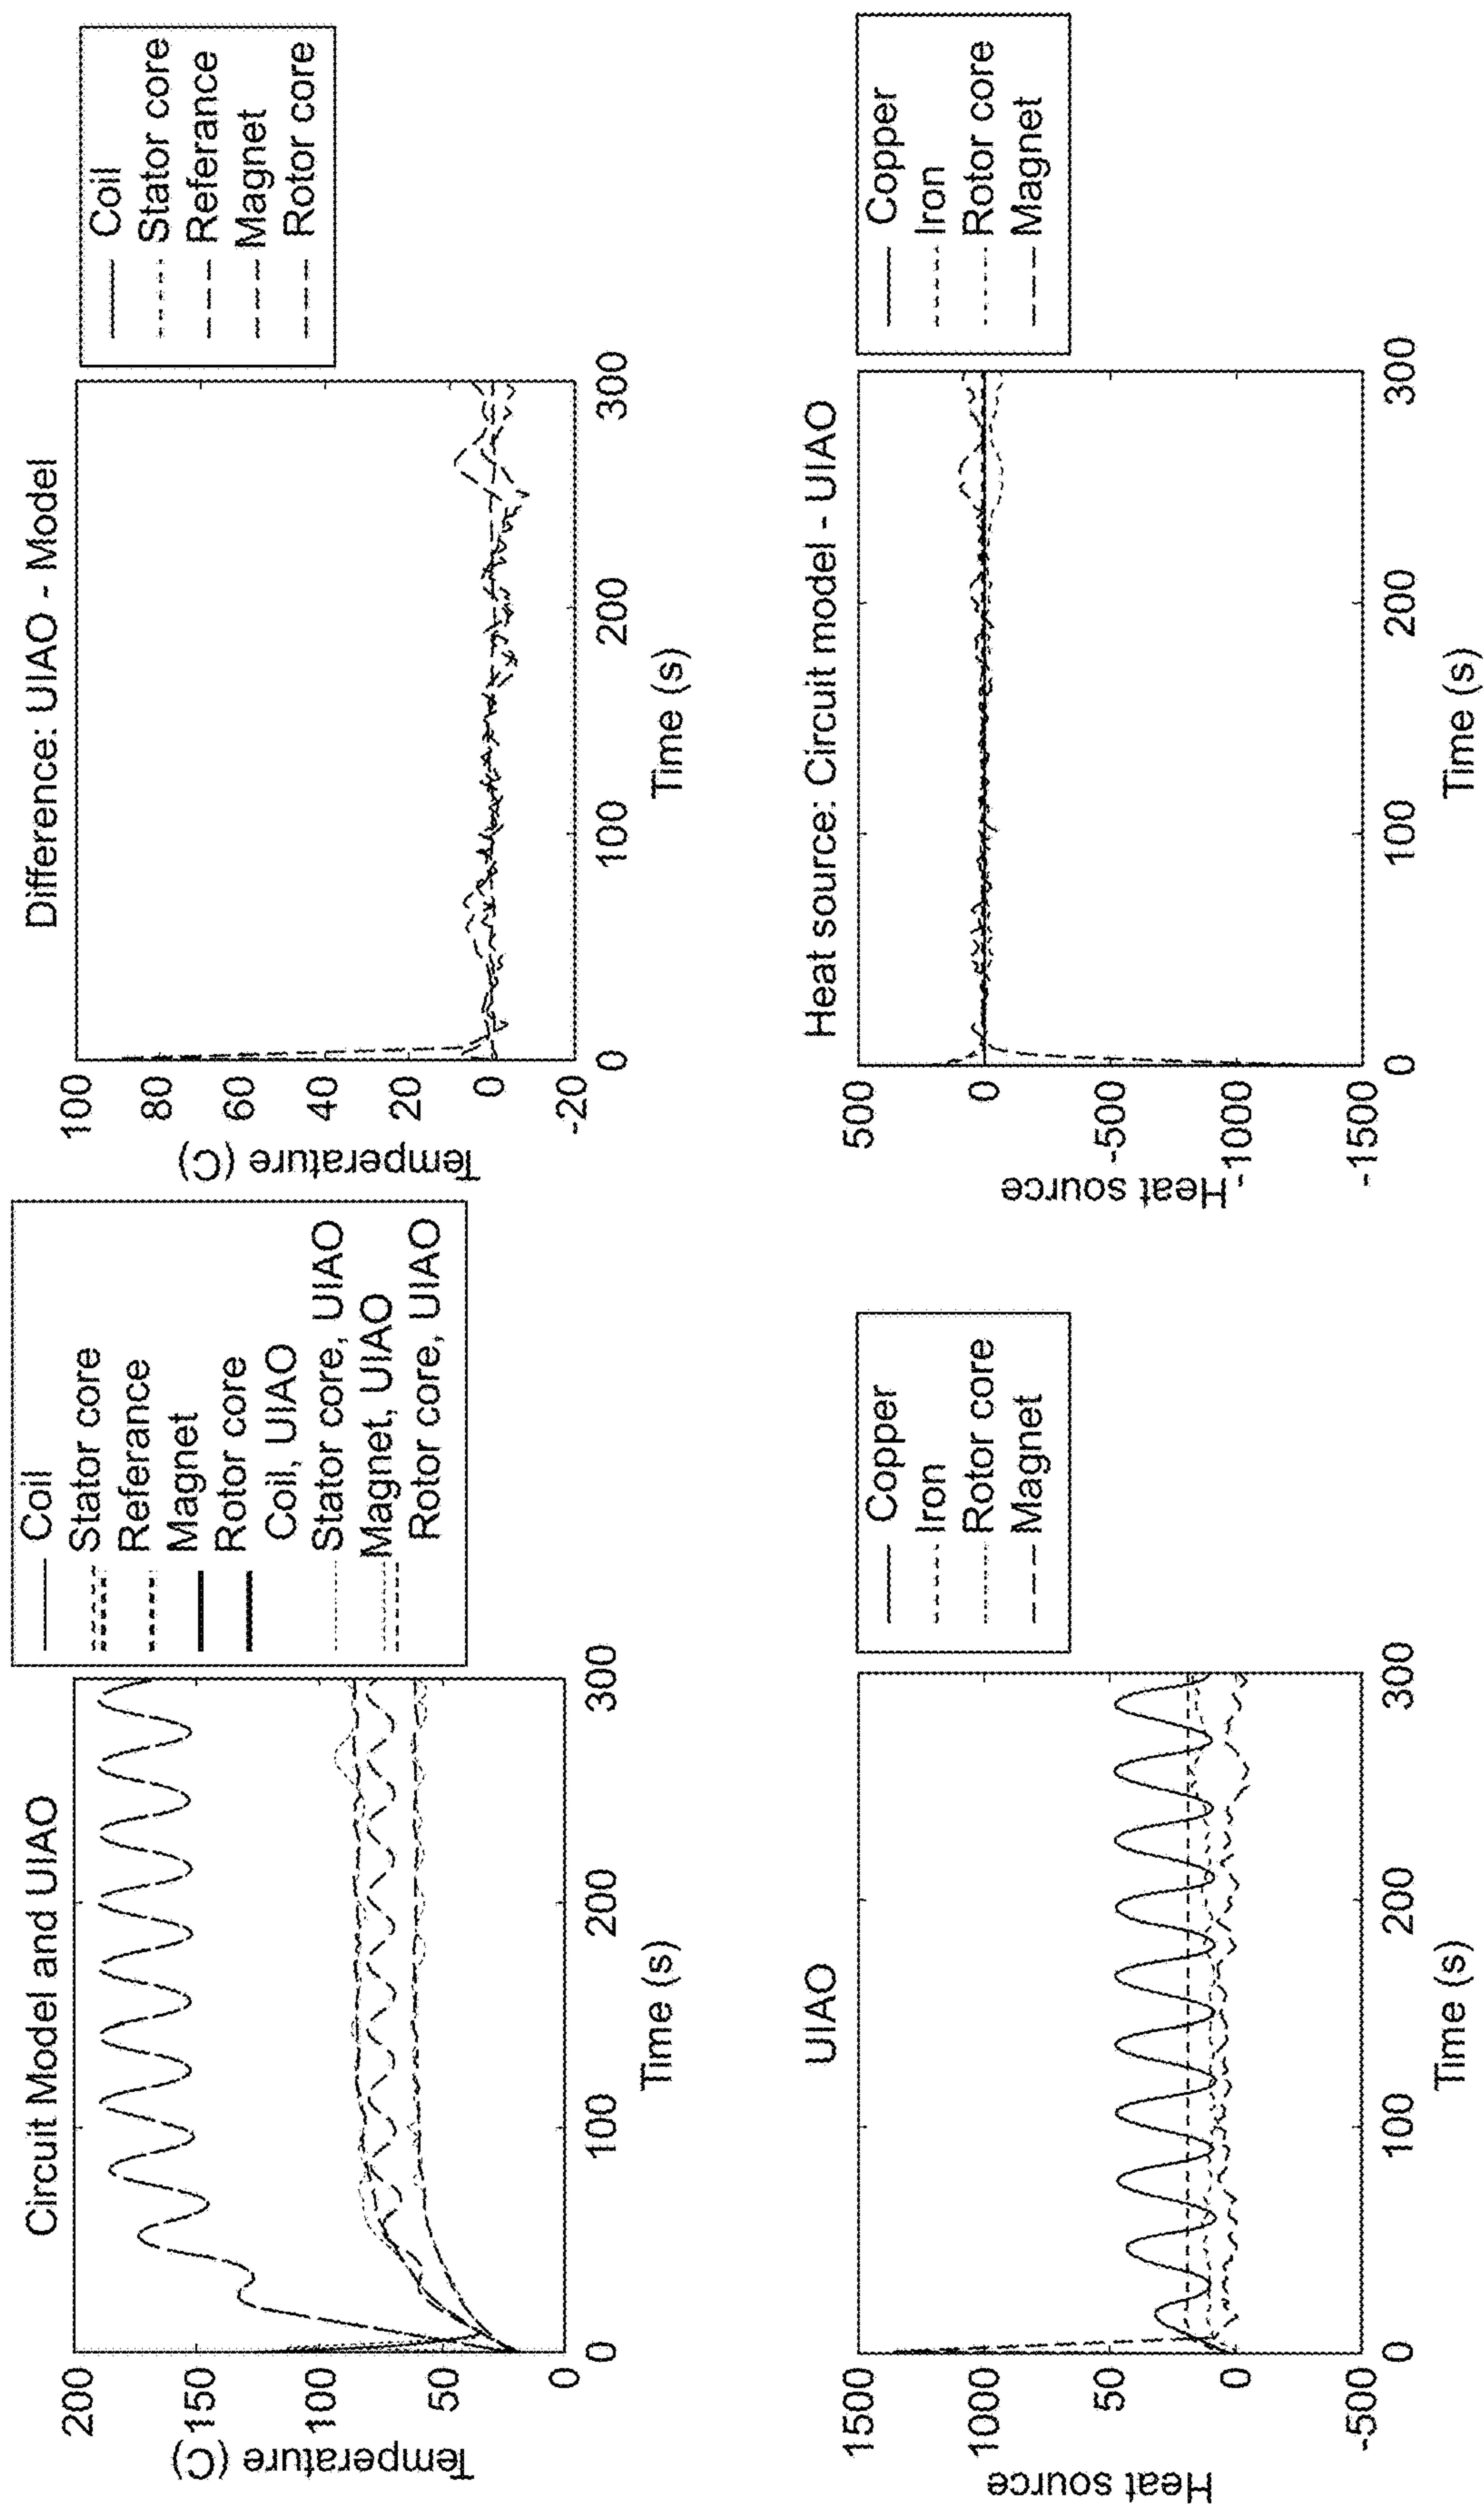 Circuit Model and UIAO
Temperature (C)
200
150
100
50
0
0
100
200
300
Time (s)
Coil
Stator core
Referance
Magnet
Rotor core
Coil, UIAO
Stator core, UIAO
Magnet, UIAO
Rotor core, UIAO
Difference: UIAO - Model
Temperature (C)
100
80
60
40
20
0
-20
0
100
200
300
Time (s)
Coil
Stator core
Referance
Magnet
Rotor core
UIAO
Heat source
1500
1000
50
0
-500
0
100
200
300
Time (s)
Copper
Iron
Rotor core
Magnet
Heat source: Circuit model - UIAO
Heat source
500
0
-500
-1000
-1500
0
100
200
300
Time (s)
Copper
Iron
Rotor core
Magnet